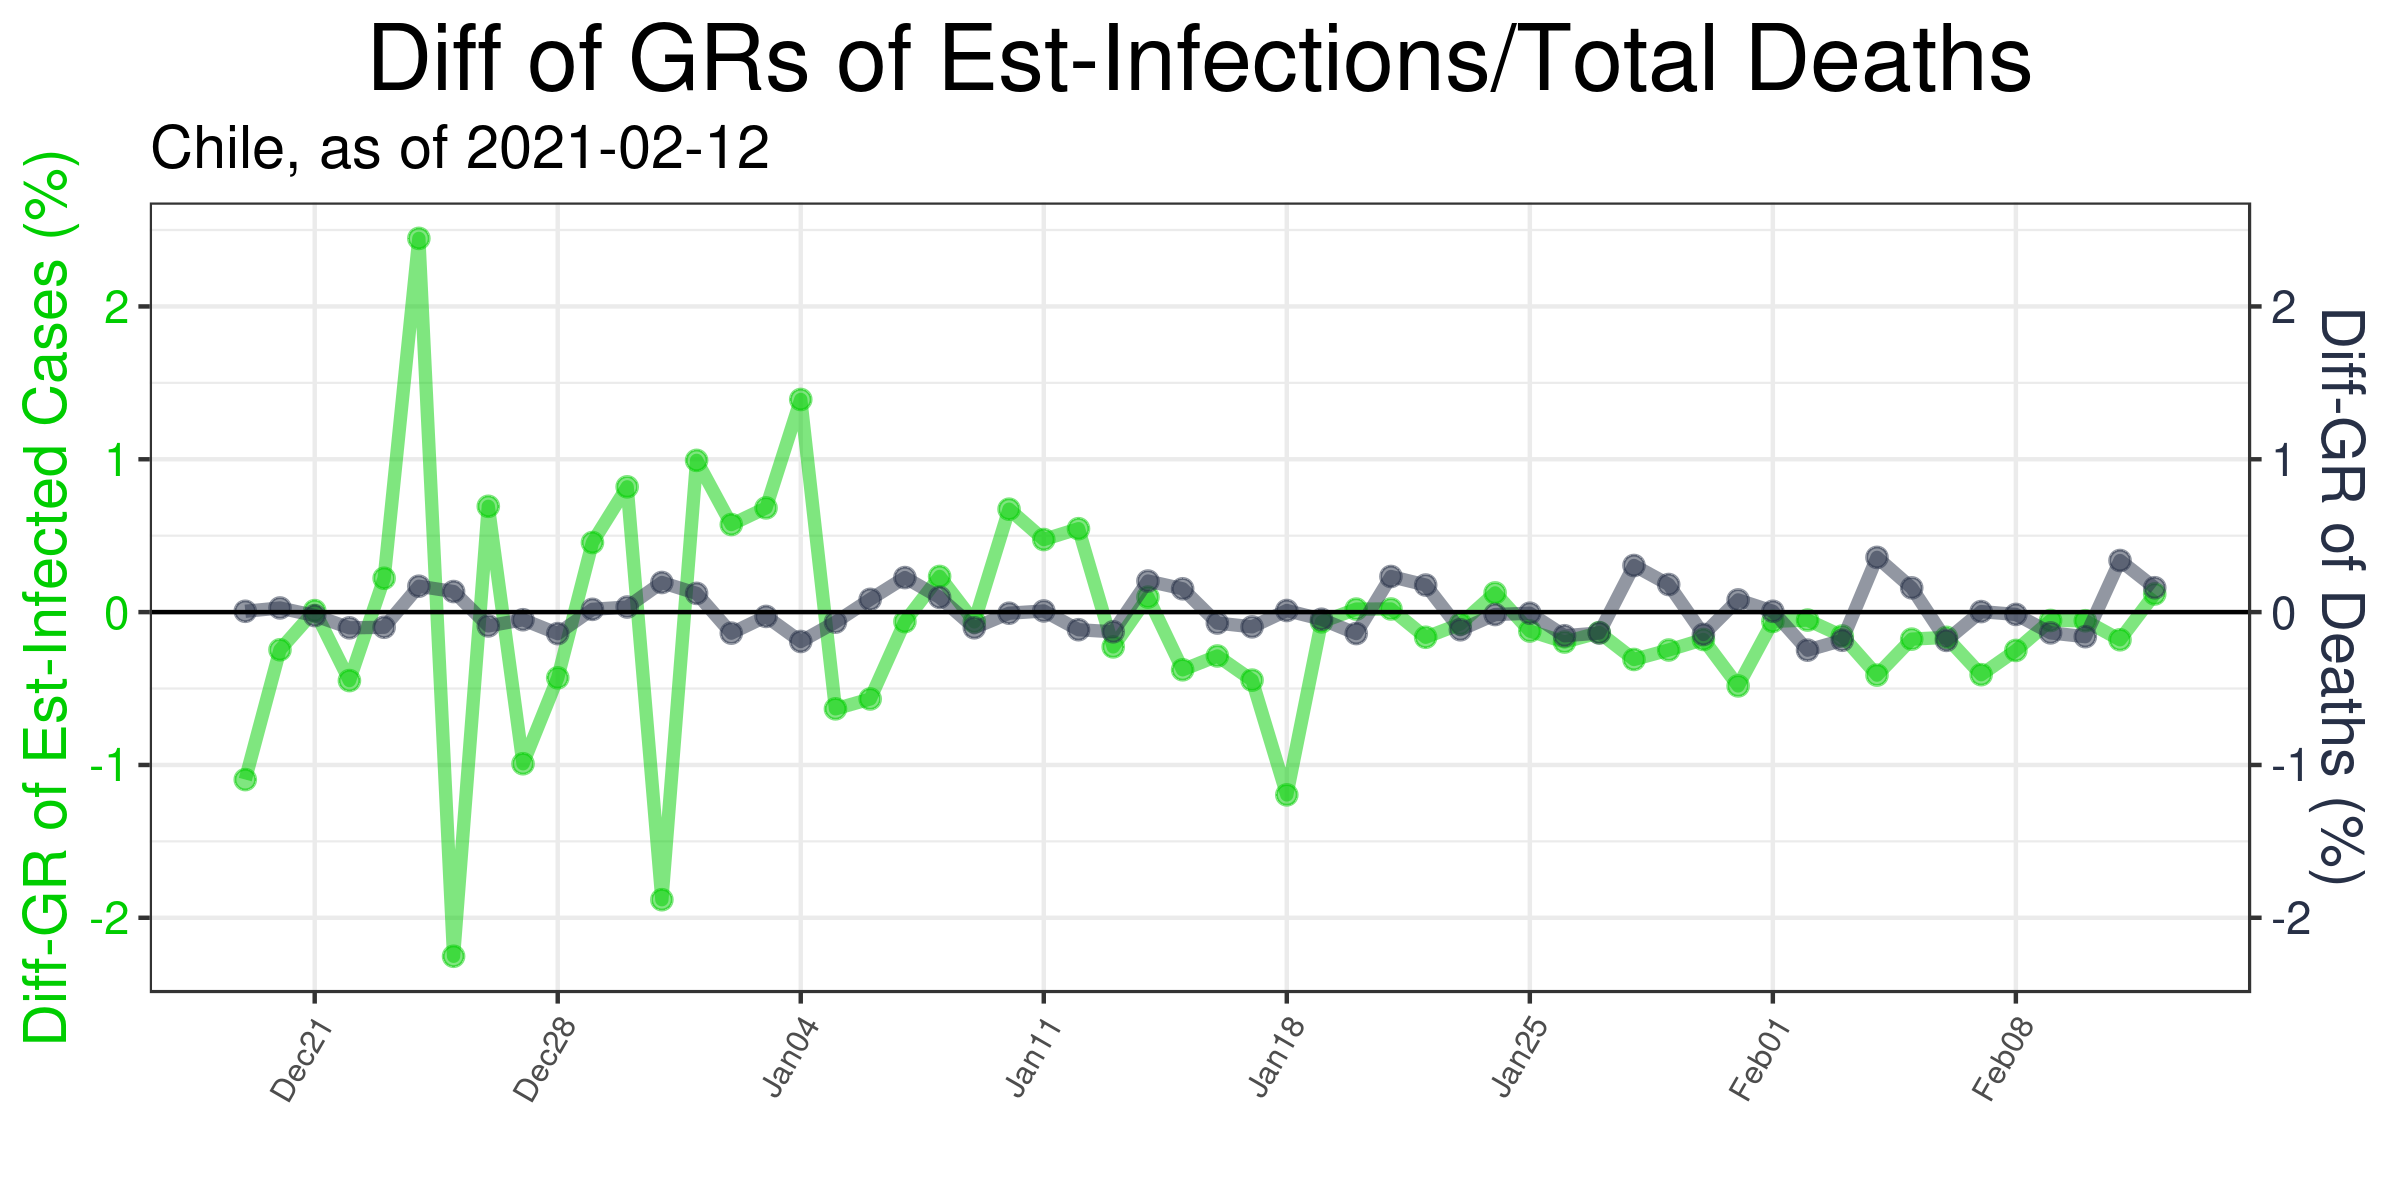 Diff of GRs of Est-Infections/Total Deaths
Chile, as of 2021-02-12
Diff-GR of Est-Infected Cases (%)
2
1
0
-1
-2
2
1
0
-1
-2
Diff-GR of Deaths (%)
Dec21
Dec28
Jan04
Jan11
Jan18
Jan25
Feb01
Feb08